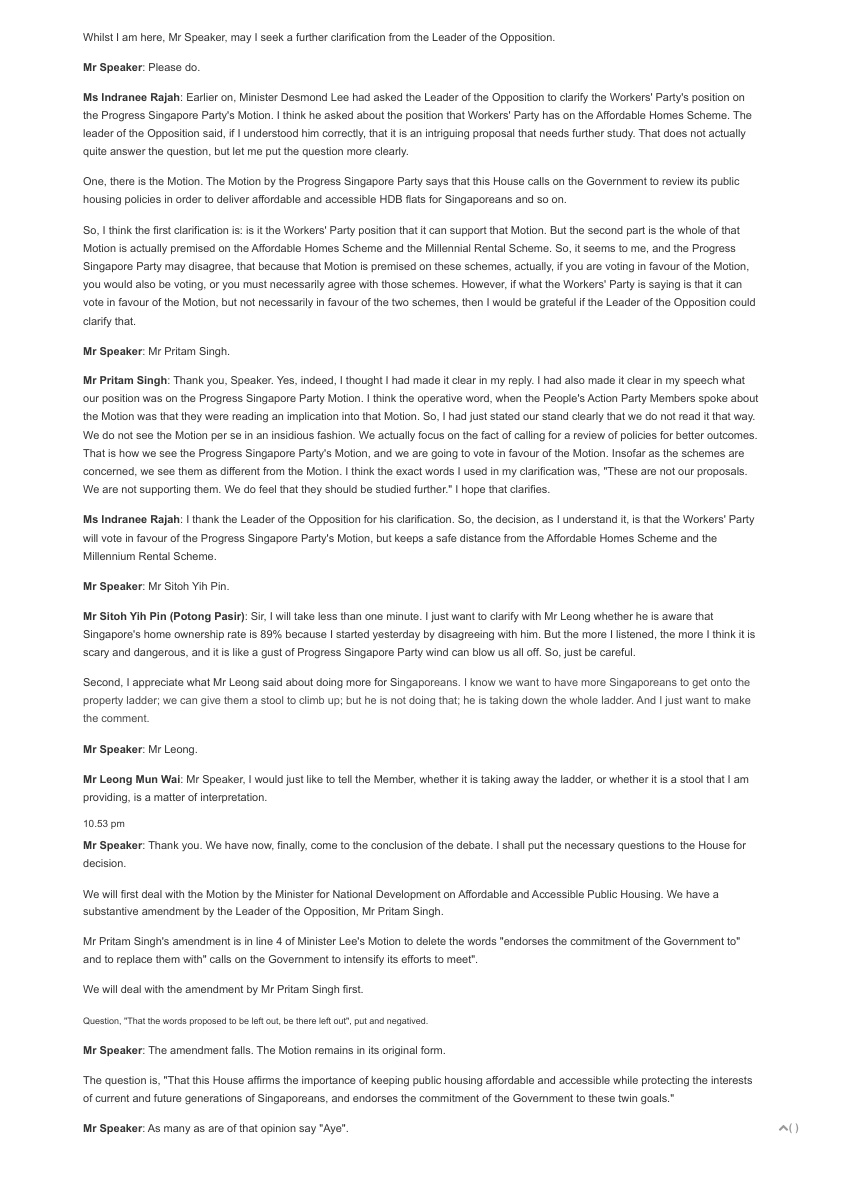 Whilst I am here, Mr Speaker, may I seek a further clarification from the Leader of the Opposition.
Mr Speaker: Please do.
Ms Indranee Rajah: Earlier on, Minister Desmond Lee had asked the Leader of the Opposition to clarify the Workers' Party's position on
the Progress Singapore Party's Motion. I think he asked about the position that Workers' Party has on the Affordable Homes Scheme. The
leader of the Opposition said, if I understood him correctly, that it is an intriguing proposal that needs further study. That does not actually
quite answer the question, but let me put the question more clearly.
One, there is the Motion. The Motion by the Progress Singapore Party says that this House calls on the Government to review its public
housing policies in order to deliver affordable and accessible HDB flats for Singaporeans and so on.
So, I think the first clarification is: is it the Workers' Party position that it can support that Motion. But the second part is the whole of that
Motion is actually premised on the Affordable Homes Scheme and the Millennial Rental Scheme. So, it seems to me, and the Progress
Singapore Party may disagree, that because that Motion is premised on these schemes, actually, if you are voting in favour of the Motion,
you would also be voting, or you must necessarily agree with those schemes. However, if what the Workers' Party is saying is that it can
vote in favour of the Motion, but not necessarily in favour of the two schemes, then I would be grateful if the Leader of the Opposition could
clarify that.
Mr Speaker: Mr Pritam Singh.
Mr Pritam Singh: Thank you, Speaker. Yes, indeed, I thought I had made it clear in my reply. I had also made it clear in my speech what
our position was on the Progress Singapore Party Motion. I think the operative word, when the People's Action Party Members spoke about
the Motion was that they were reading an implication into that Motion. So, I had just stated our stand clearly that we do not read it that way.
We do not see the Motion per se in an insidious fashion. We actually focus on the fact of calling for a review of policies for better outcomes.
That is how we see the Progress Singapore Party's Motion, and we are going to vote in favour of the Motion. Insofar as the schemes are
concerned, we see them as different from the Motion. I think the exact words I used in my clarification was, "These are not our proposals.
We are not supporting them. We do feel that they should be studied further." I hope that clarifies.
Ms Indranee Rajah: I thank the Leader of the Opposition for his clarification. So, the decision, as I understand it, is that the Workers' Party
will vote in favour of the Progress Singapore Party's Motion, but keeps a safe distance from the Affordable Homes Scheme and the
Millennium Rental Scheme.
Mr Speaker: Mr Sitoh Yih Pin.
Mr Sitoh Yih Pin (Potong Pasir): Sir, I will take less than one minute. I just want to clarify with Mr Leong whether he is aware that
Singapore's home ownership rate is 89% because I started yesterday by disagreeing with him. But the more I listened, the more I think it is
scary and dangerous, and it is like a gust of Progress Singapore Party wind can blow us all off. So, just be careful.
Second, I appreciate what Mr Leong said about doing more for Singaporeans. I know we want to have more Singaporeans to get onto the
property ladder; we can give them a stool to climb up; but he is not doing that; he is taking down the whole ladder. And I just want to make
the comment.
Mr Speaker: Mr Leong.
Mr Leong Mun Wai: Mr Speaker, I would just like to tell the Member, whether it is taking away the ladder, or whether it is a stool that I am
providing, is a matter of interpretation.
10.53 pm
Mr Speaker: Thank you. We have now, finally, come to the conclusion of the debate. I shall put the necessary questions to the House for
decision.
We will first deal with the Motion by the Minister for National Development on Affordable and Accessible Public Housing. We have a
substantive amendment by the Leader of the Opposition, Mr Pritam Singh.
Mr Pritam Singh's amendment is in line 4 of Minister Lee's Motion to delete the words "endorses the commitment of the Government to"
and to replace them with" calls on the Government to intensify its efforts to meet".
We will deal with the amendment by Mr Pritam Singh first.
Question, "That the words proposed to be left out, be there left out", put and negatived.
Mr Speaker: The amendment falls. The Motion remains in its original form.
The question is, "That this House affirms the importance of keeping public housing affordable and accessible while protecting the interests
of current and future generations of Singaporeans, and endorses the commitment of the Government to these twin goals."
Mr Speaker: As many as are of that opinion say "Aye".
( )